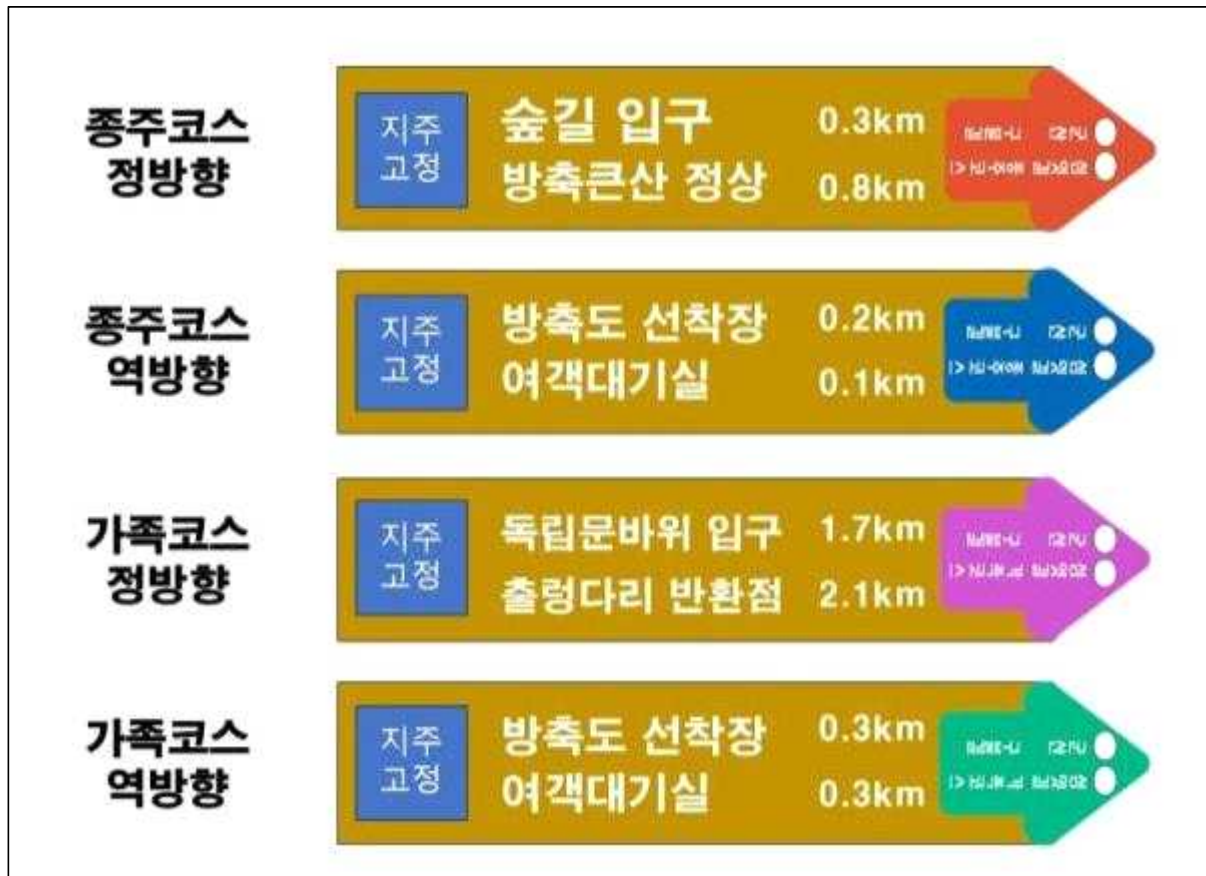 종주코스
정방향
지주
고정
숲길 입구 0.3km
방축큰산 정상 0.8km
종주코스
역방향
지주
고정
방축도 선착장 0.2km
여객대기실 0.1km
가족코스
정방향
지주
고정
독립문바위 입구 1.7km
출렁다리 반환점 2.1km
가족코스
역방향
지주
고정
방축도 선착장 0.3km
여객대기실 0.3km